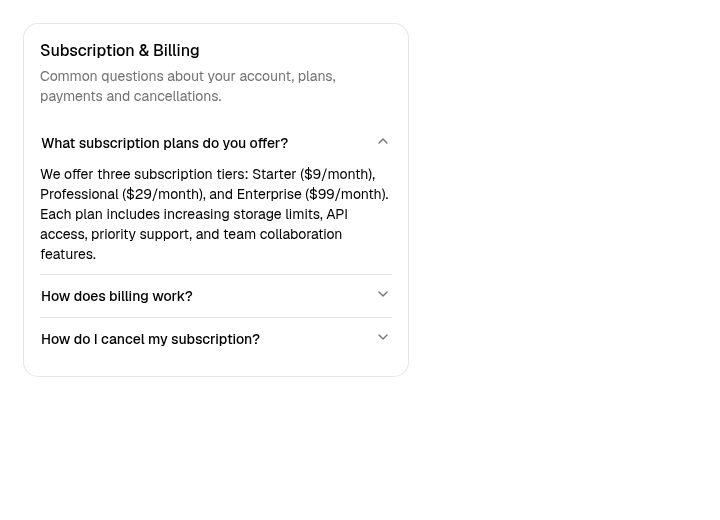 Subscription & Billing
Common questions about your account, plans,
payments and cancellations.
What subscription plans do you offer?
We offer three subscription tiers: Starter ($9/month),
Professional ($29/month), and Enterprise ($99/month).
Each plan includes increasing storage limits, API
access, priority support, and team collaboration
features.
How does billing work?
How do I cancel my subscription?